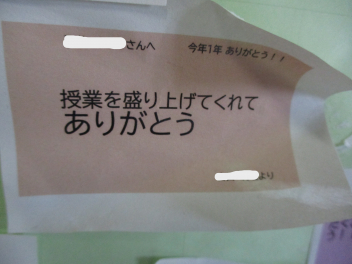 さんへ 今年1年 ありがとう!!
授業を盛り上げてくれて
ありがとう
より